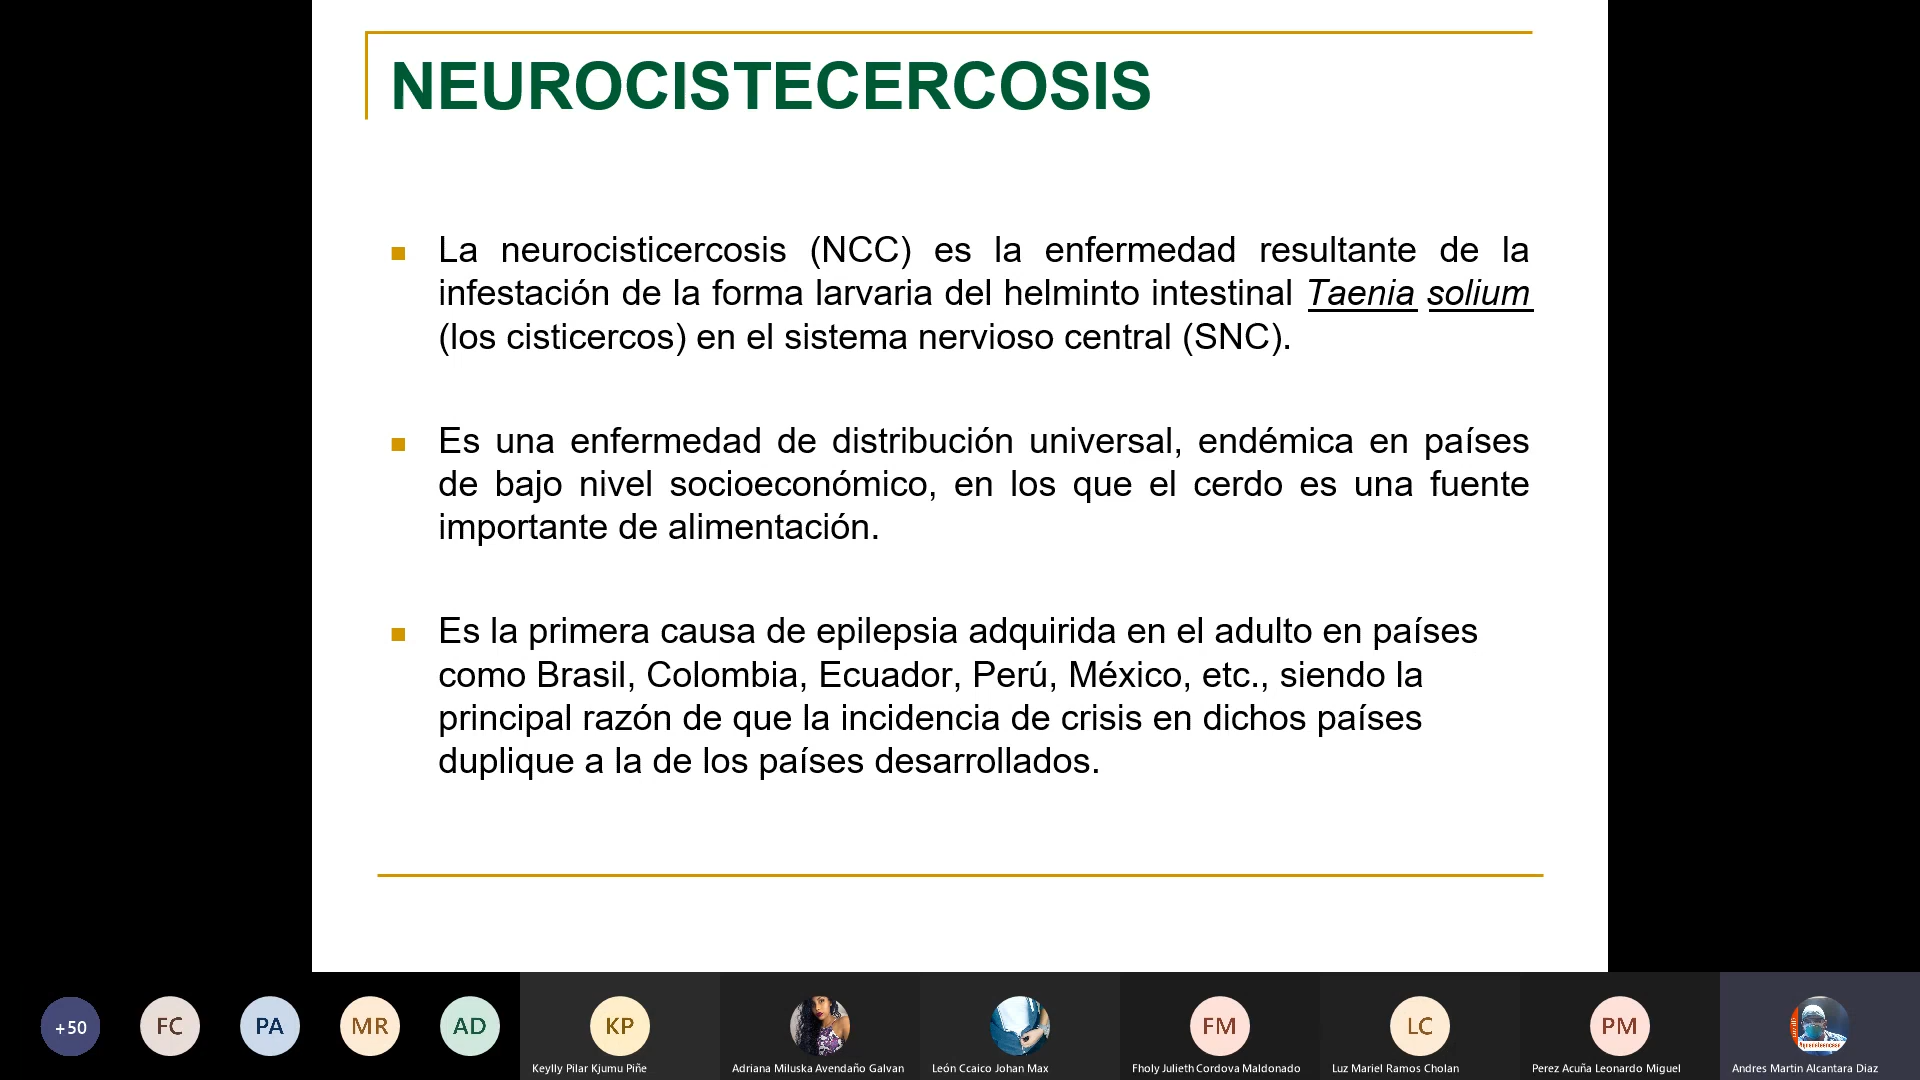 NEUROCISTECERCOSIS
La neurocisticercosis (NCC) es la enfermedad resultante de la
infestación de la forma larvaria del helminto intestinal Taenia solium
(los cisticercos) en el sistema nervioso central (SNC).
Es una enfermedad de distribución universal, endémica en países
de bajo nivel socioeconómico, en los que el cerdo es una fuente
importante de alimentación.
Es la primera causa de epilepsia adquirida en el adulto en países
como Brasil, Colombia, Ecuador, Perú, México, etc., siendo la
principal razón de que la incidencia de crisis en dichos países
duplique a la de los países desarrollados.
+50
FC
PA
MR
AD
KP
FM
LC
PM
Keylly Pilar Kjumu Piñe
Adriana Miluska Avendaño Galvan
León Ccaico Johan Max
Fholy Julieth Cordova Maldonado
Luz Mariel Ramos Cholan
Perez Acuña Leonardo Miguel
Andres Martin Alcantara Diaz